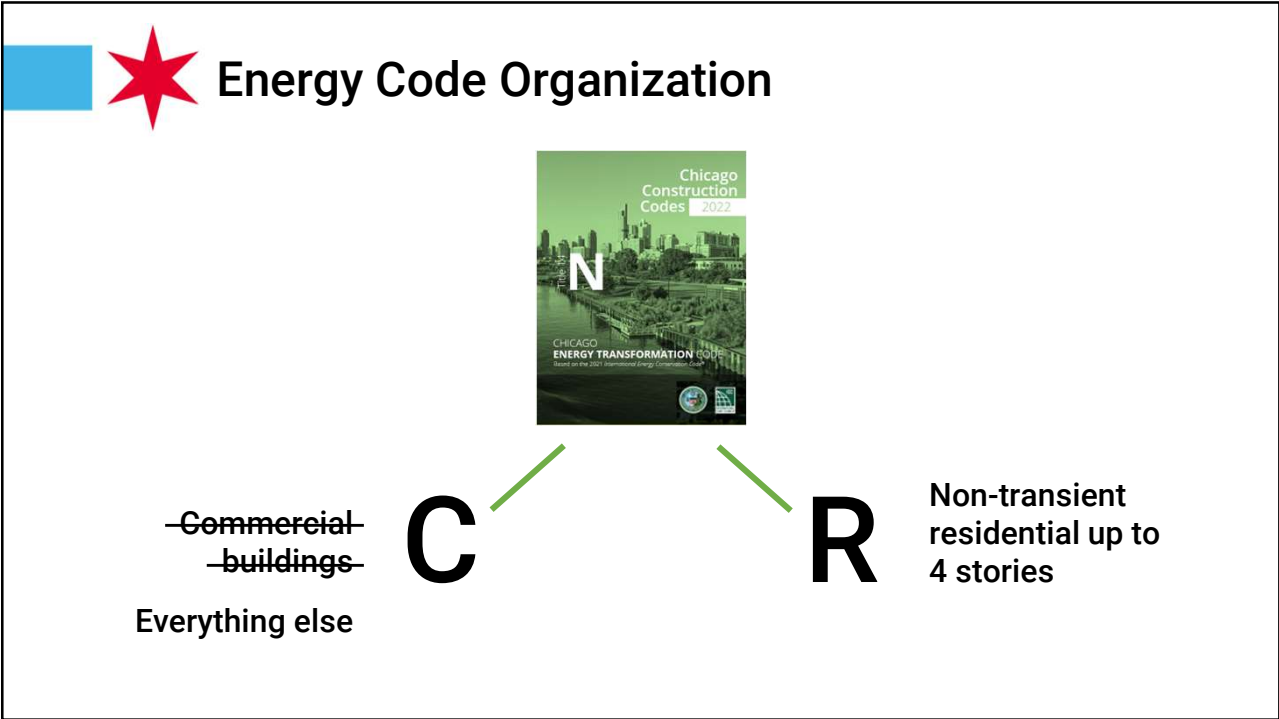 Energy Code Organization
Chicago
Construction
Codes 2022
Title 14
N
CHICAGO
ENERGY TRANSFORMATION CODE
Based on the 2021 International Energy Conservation Code®
C
Commercial
buildings
Everything else
R
Non-transient
residential up to
4 stories